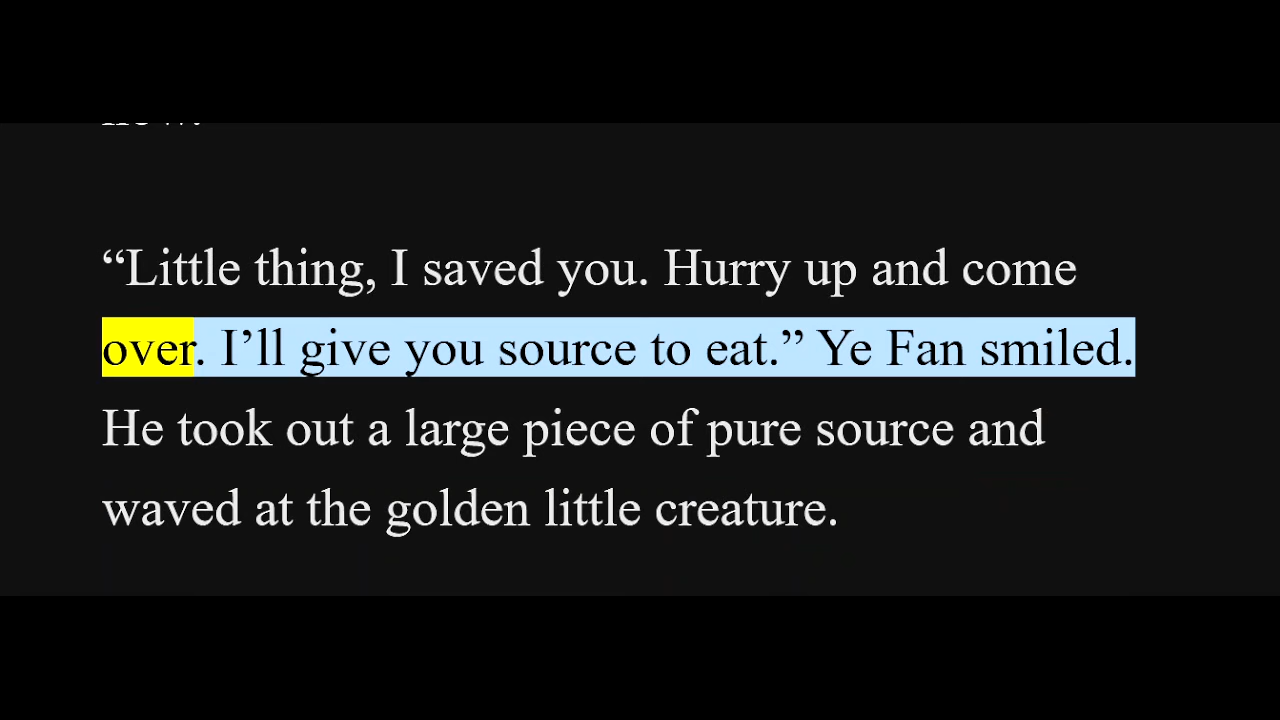 “Little thing, I saved you. Hurry up and come
over. I’ll give you source to eat.” Ye Fan smiled.
He took out a large piece of pure source and
waved at the golden little creature.